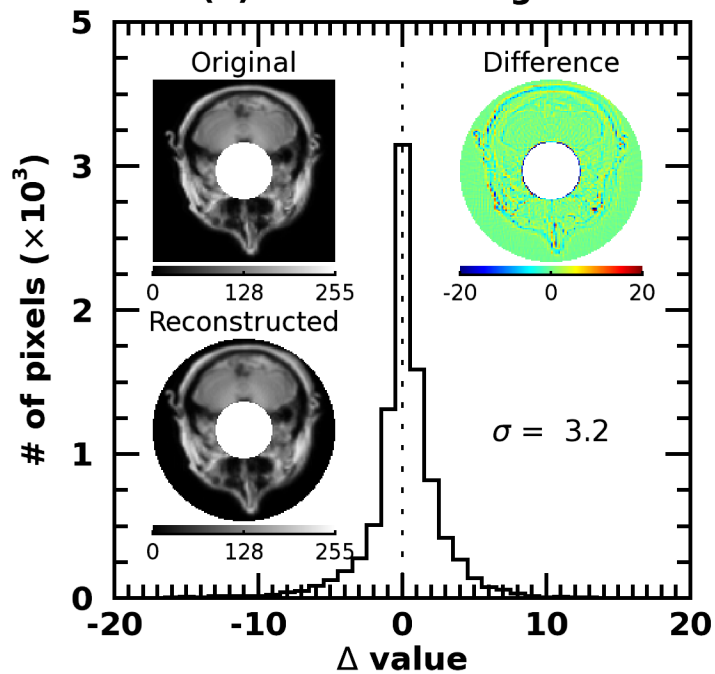 Original
0 128 255
Reconstructed
0 128 255
Difference
-20 0 20
σ = 3.2
5
4
3
2
1
0
# of pixels (×10³)
-20 -10 0 10 20
Δ value